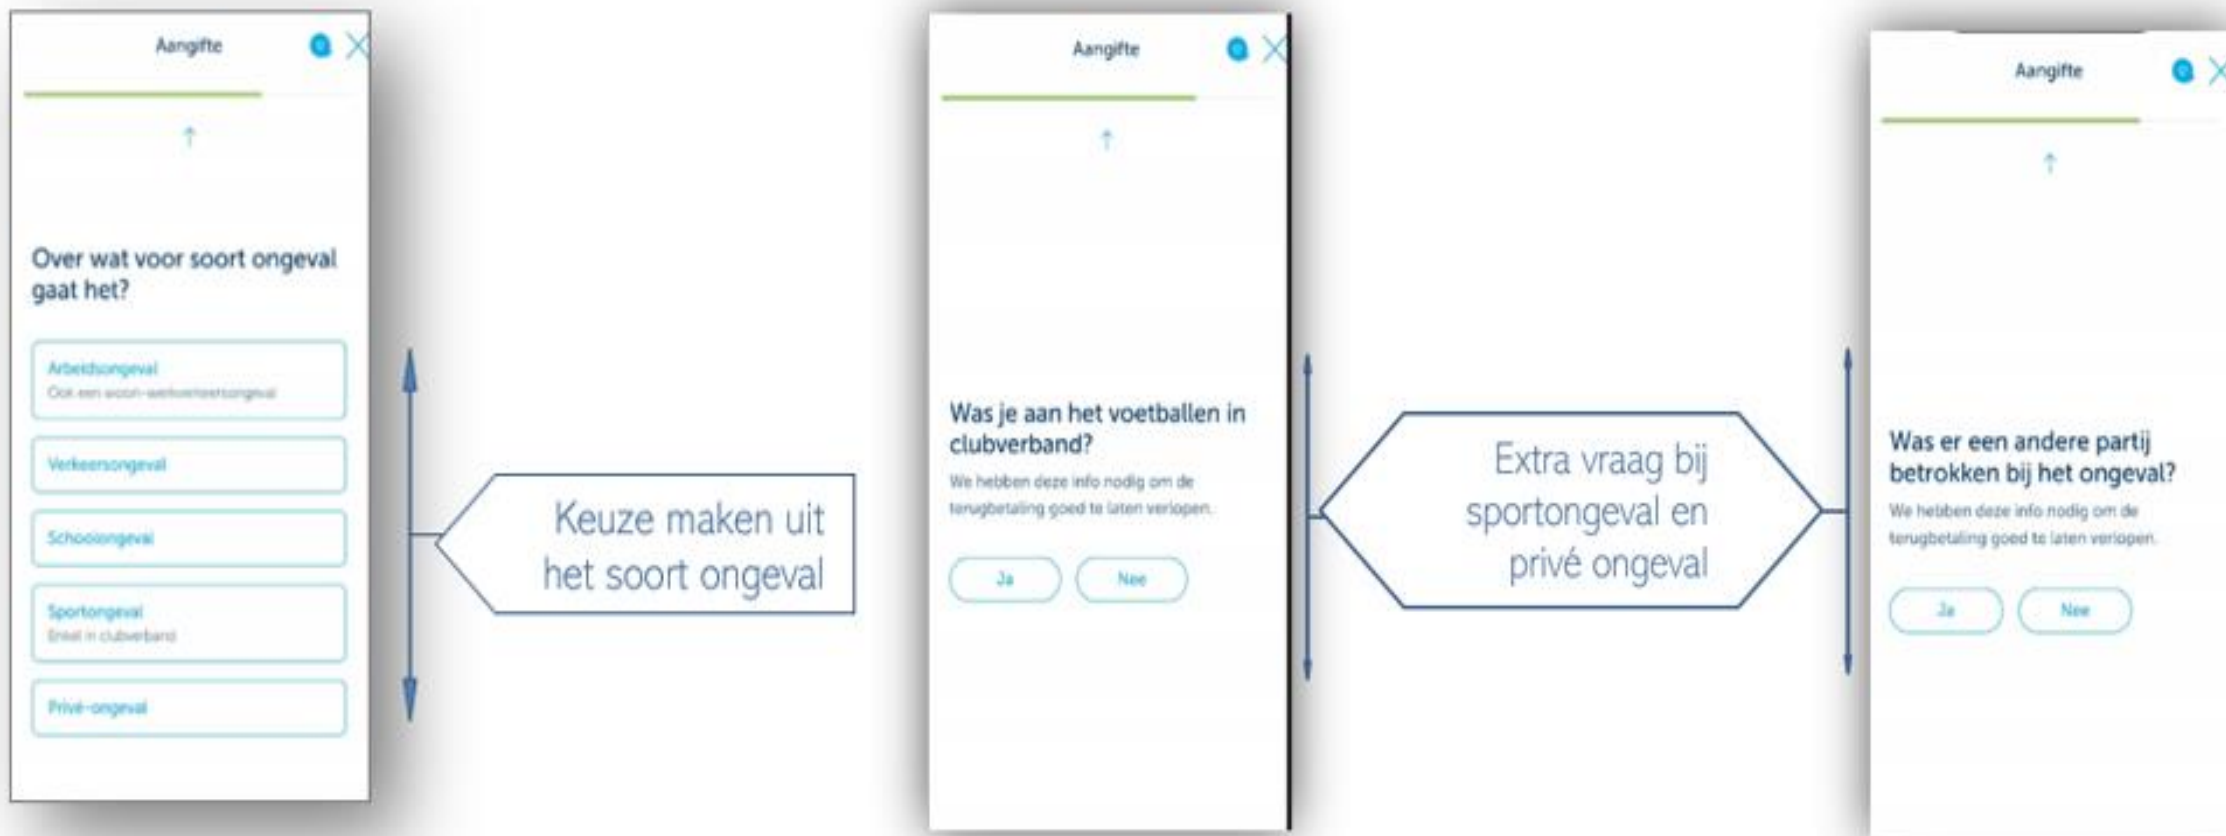 Aangifte
Over wat voor soort ongeval
gaat het?
Arbeidsongeval
Ook een woon-werkverkeersongeval
Verkeersongeval
Schoolongeval
Sportongeval
Enkel in clubverband
Privé-ongeval
Keuze maken uit
het soort ongeval
Aangifte
Was je aan het voetballen in
clubverband?
We hebben deze info nodig om de
terugbetaling goed te laten verlopen.
Ja
Nee
Extra vraag bij
sportongeval en
privé ongeval
Aangifte
Was er een andere partij
betrokken bij het ongeval?
We hebben deze info nodig om de
terugbetaling goed te laten verlopen.
Ja
Nee